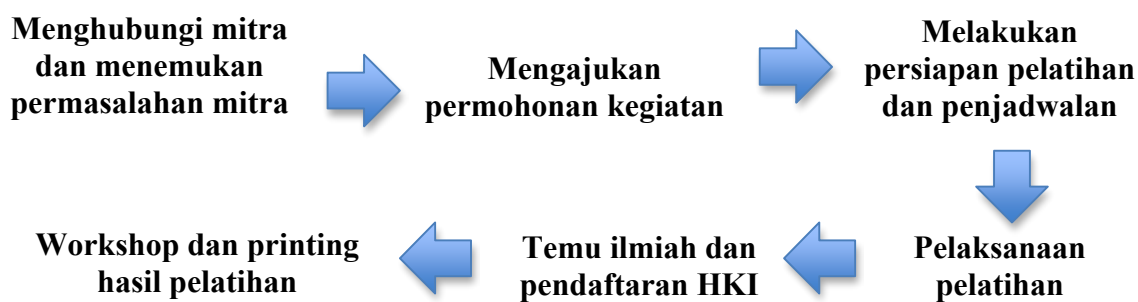 Menghubungi mitra
dan menemukan
permasalahan mitra
Mengajukan
permohonan kegiatan
Melakukan
persiapan pelatihan
dan penjadwalan
Pelaksanaan
pelatihan
Temu ilmiah dan
pendaftaran HKI
Workshop dan printing
hasil pelatihan